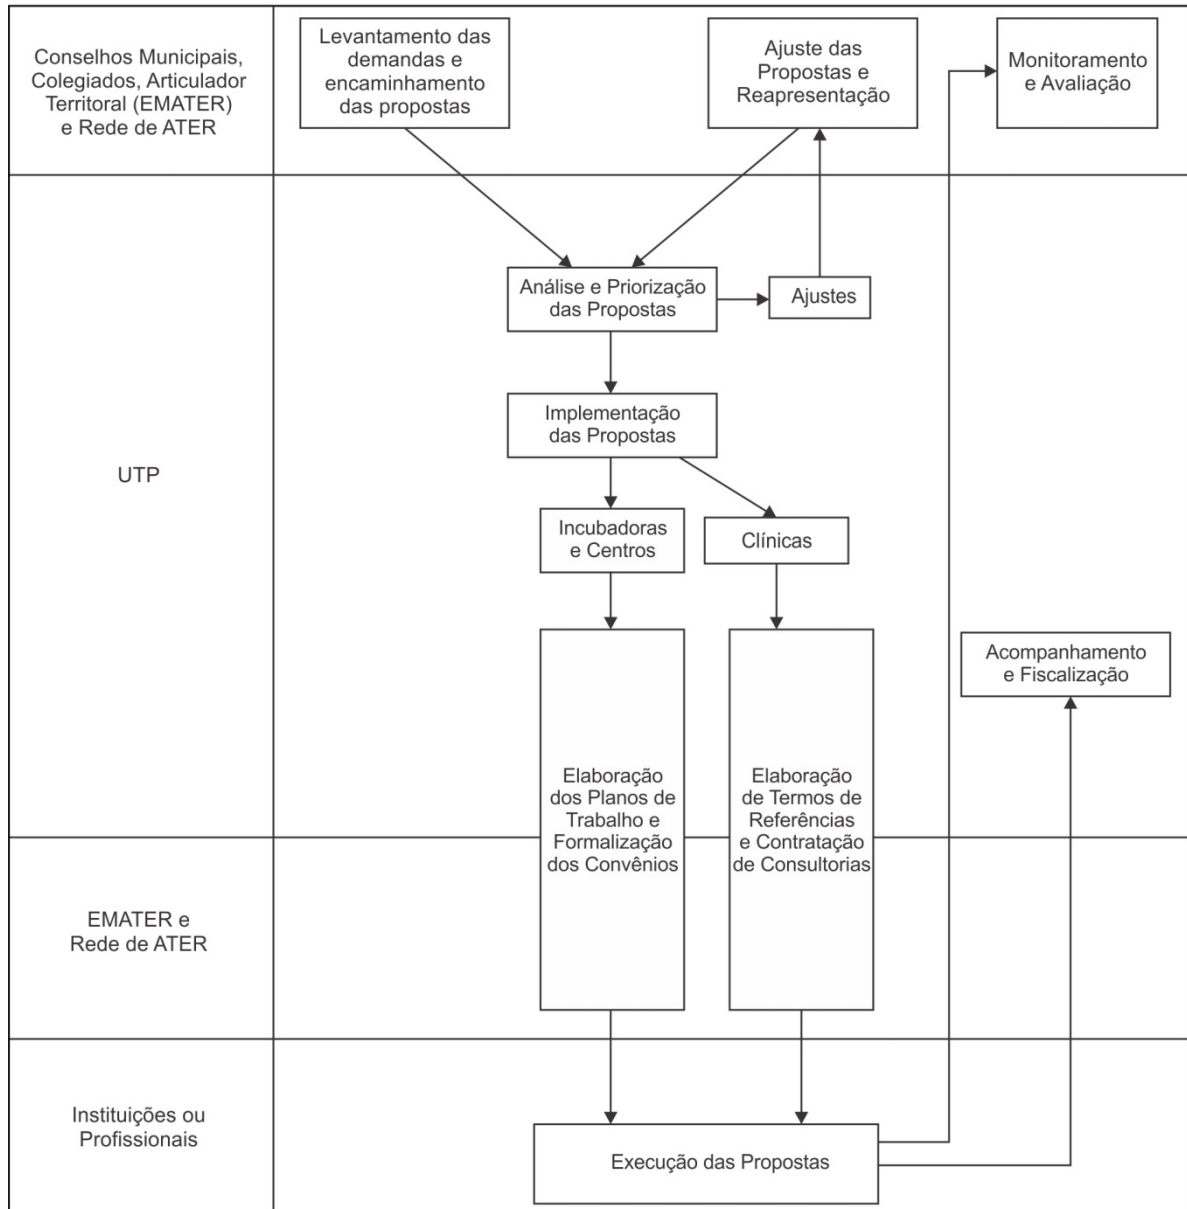 Conselhos Municipais,
Colegiados, Articulador
Territoral (EMATER)
e Rede de ATER
Levantamento das
demandas e
encaminhamento
das propostas
Ajuste das
Propostas e
Reapresentação
Monitoramento
e Avaliação
UTP
Análise e Priorização
das Propostas
Ajustes
Implementação
das Propostas
Incubadoras
e Centros
Clínicas
Acompanhamento
e Fiscalização
Elaboração
dos Planos de
Trabalho e
Formalização
dos Convênios
Elaboração
de Termos de
Referências
e Contratação
de Consultorias
EMATER e
Rede de ATER
Instituições ou
Profissionais
Execução das Propostas